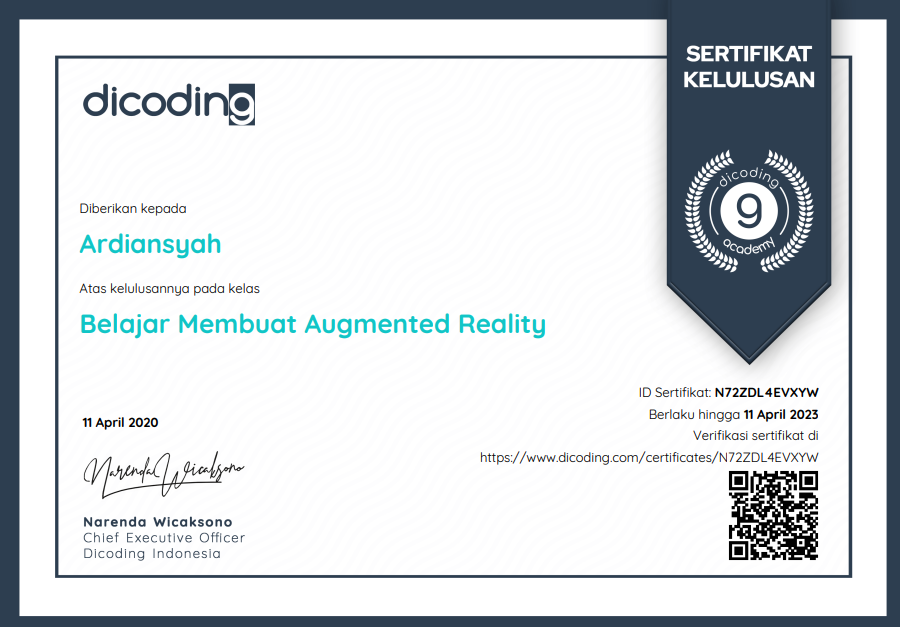 SERTIFIKAT
KELULUSAN
dicoding
dicoding
g
academy
Diberikan kepada
Ardiansyah
Atas kelulusannya pada kelas
Belajar Membuat Augmented Reality
11 April 2020
Narenda Wicaksono
Narenda Wicaksono
Chief Executive Officer
Dicoding Indonesia
ID Sertifikat: N72ZDL4EVXYW
Berlaku hingga 11 April 2023
Verifikasi sertifikat di
https://www.dicoding.com/certificates/N72ZDL4EVXYW